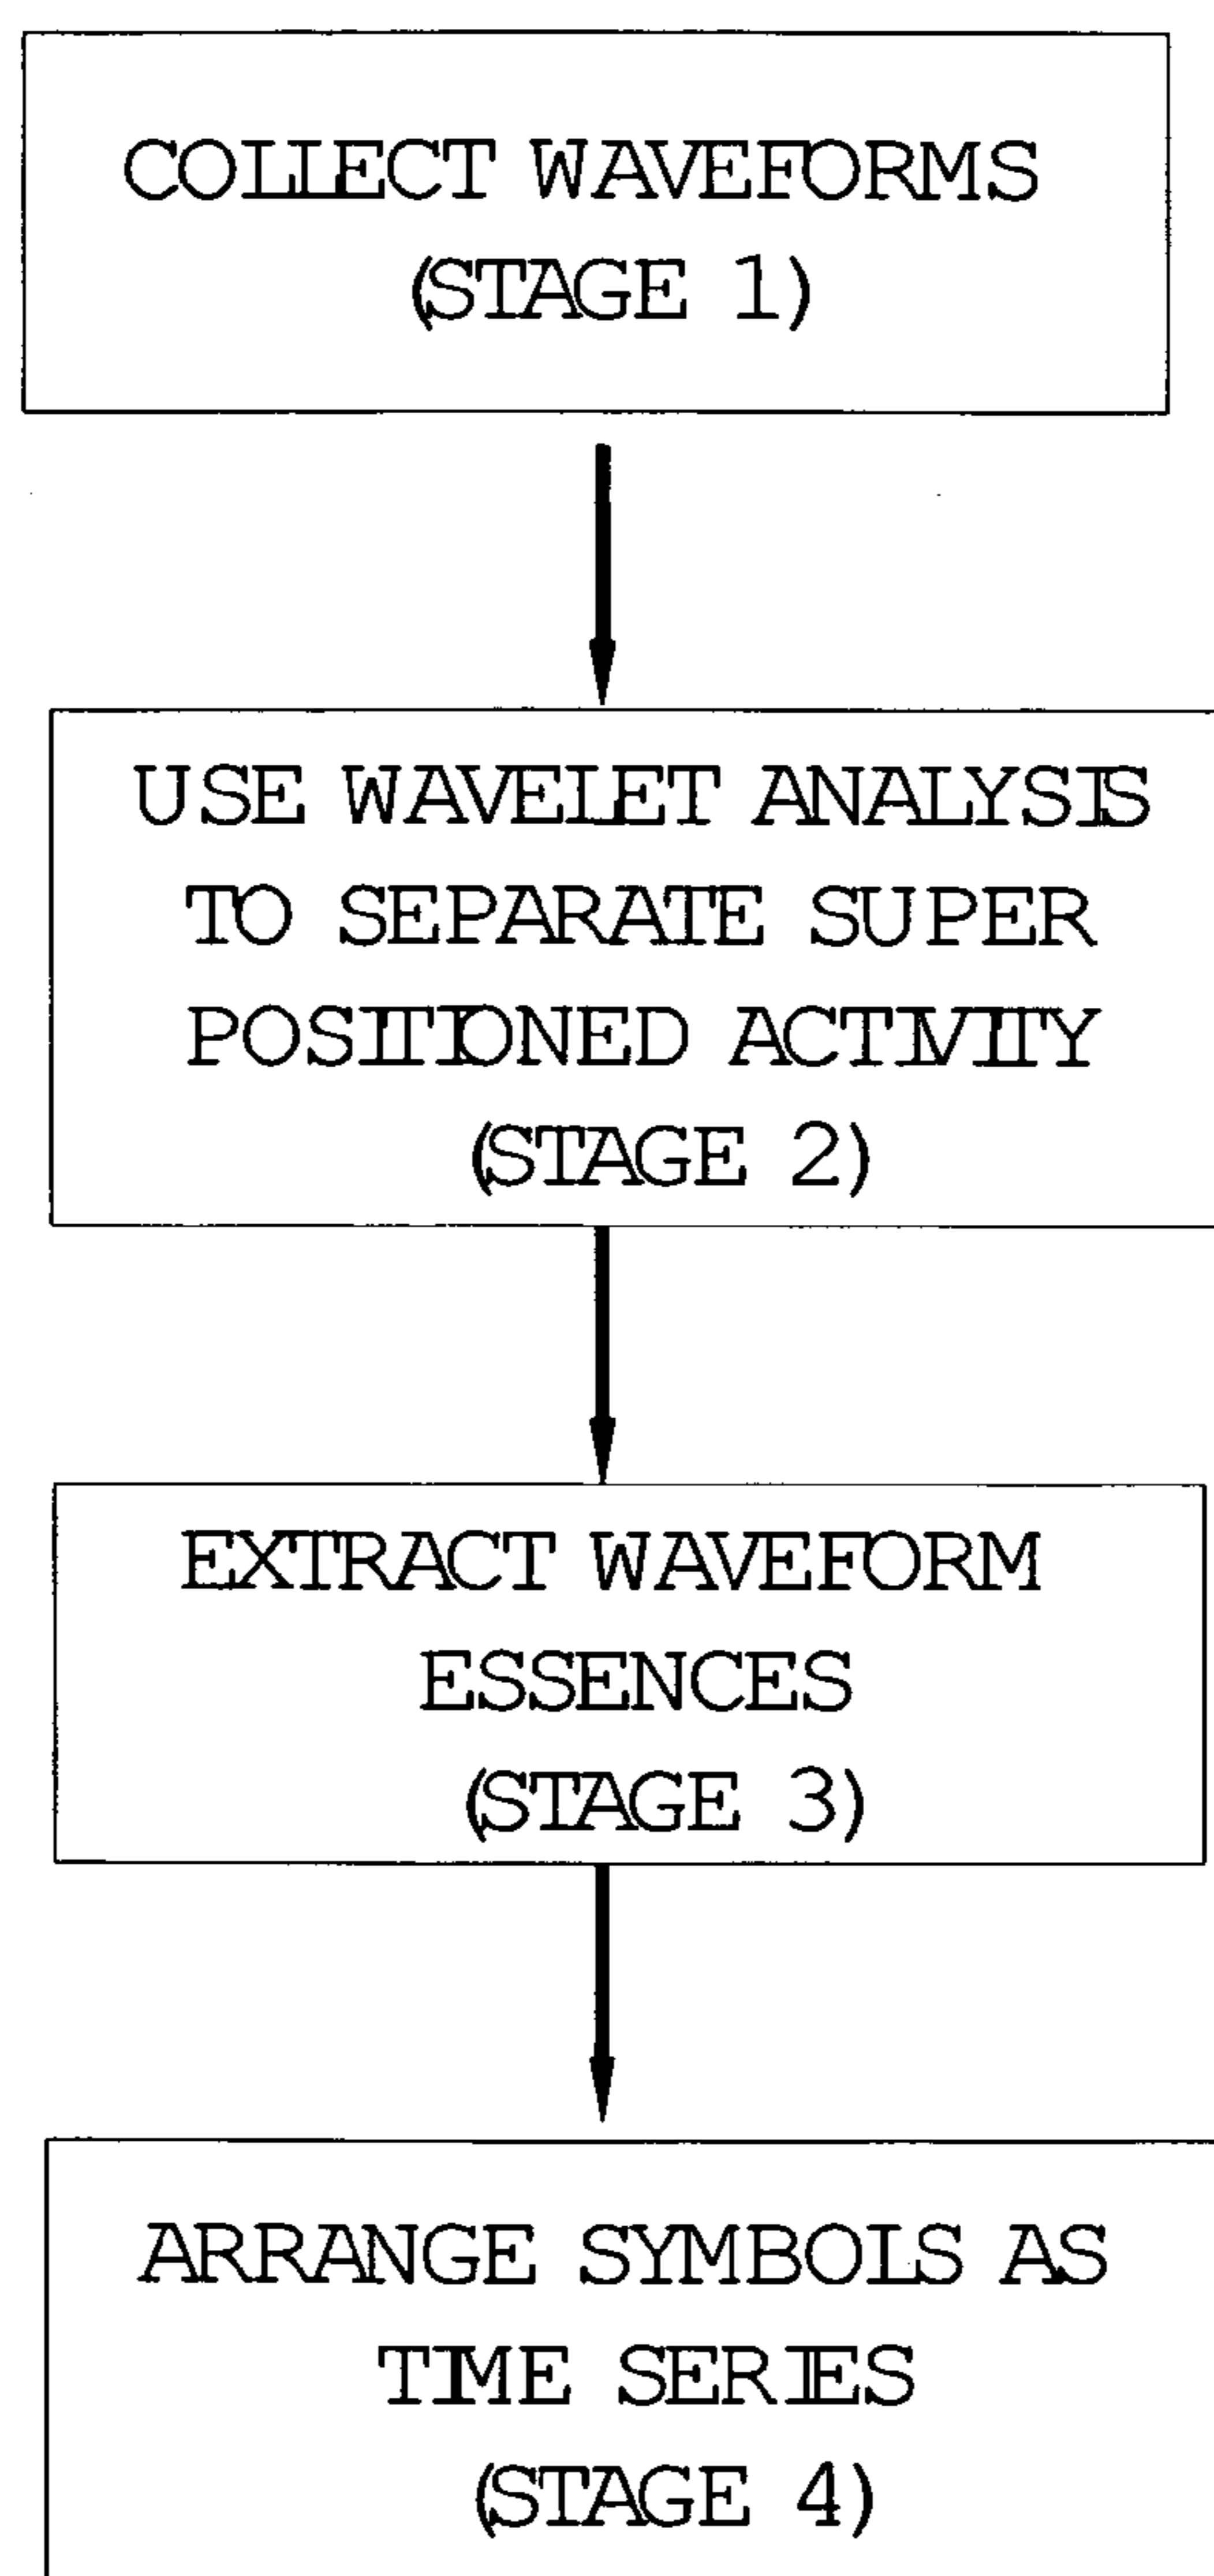 COLLECT WAVEFORMS
(STAGE 1)
USE WAVELET ANALYSIS
TO SEPARATE SUPER
POSITIONED ACTIVITY
(STAGE 2)
EXTRACT WAVEFORM
ESSENCES
(STAGE 3)
ARRANGE SYMBOLS AS
TIME SERIES
(STAGE 4)